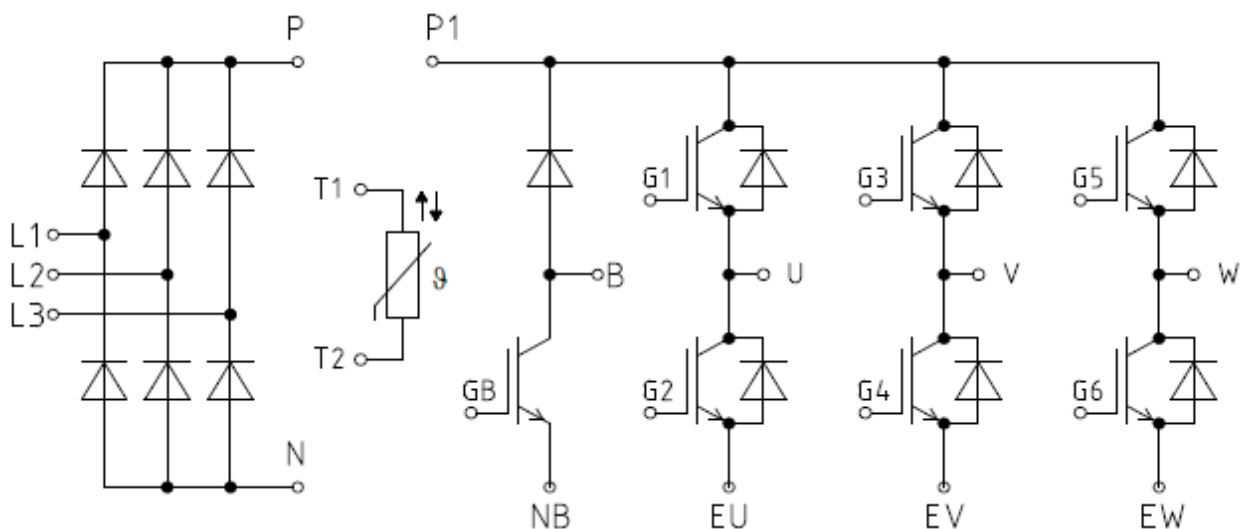 P P1
T1 G1 G3 G5
L1
L2 B U V W
ϑ
L3
T2
GB G2 G4 G6
N
NB EU EV EW